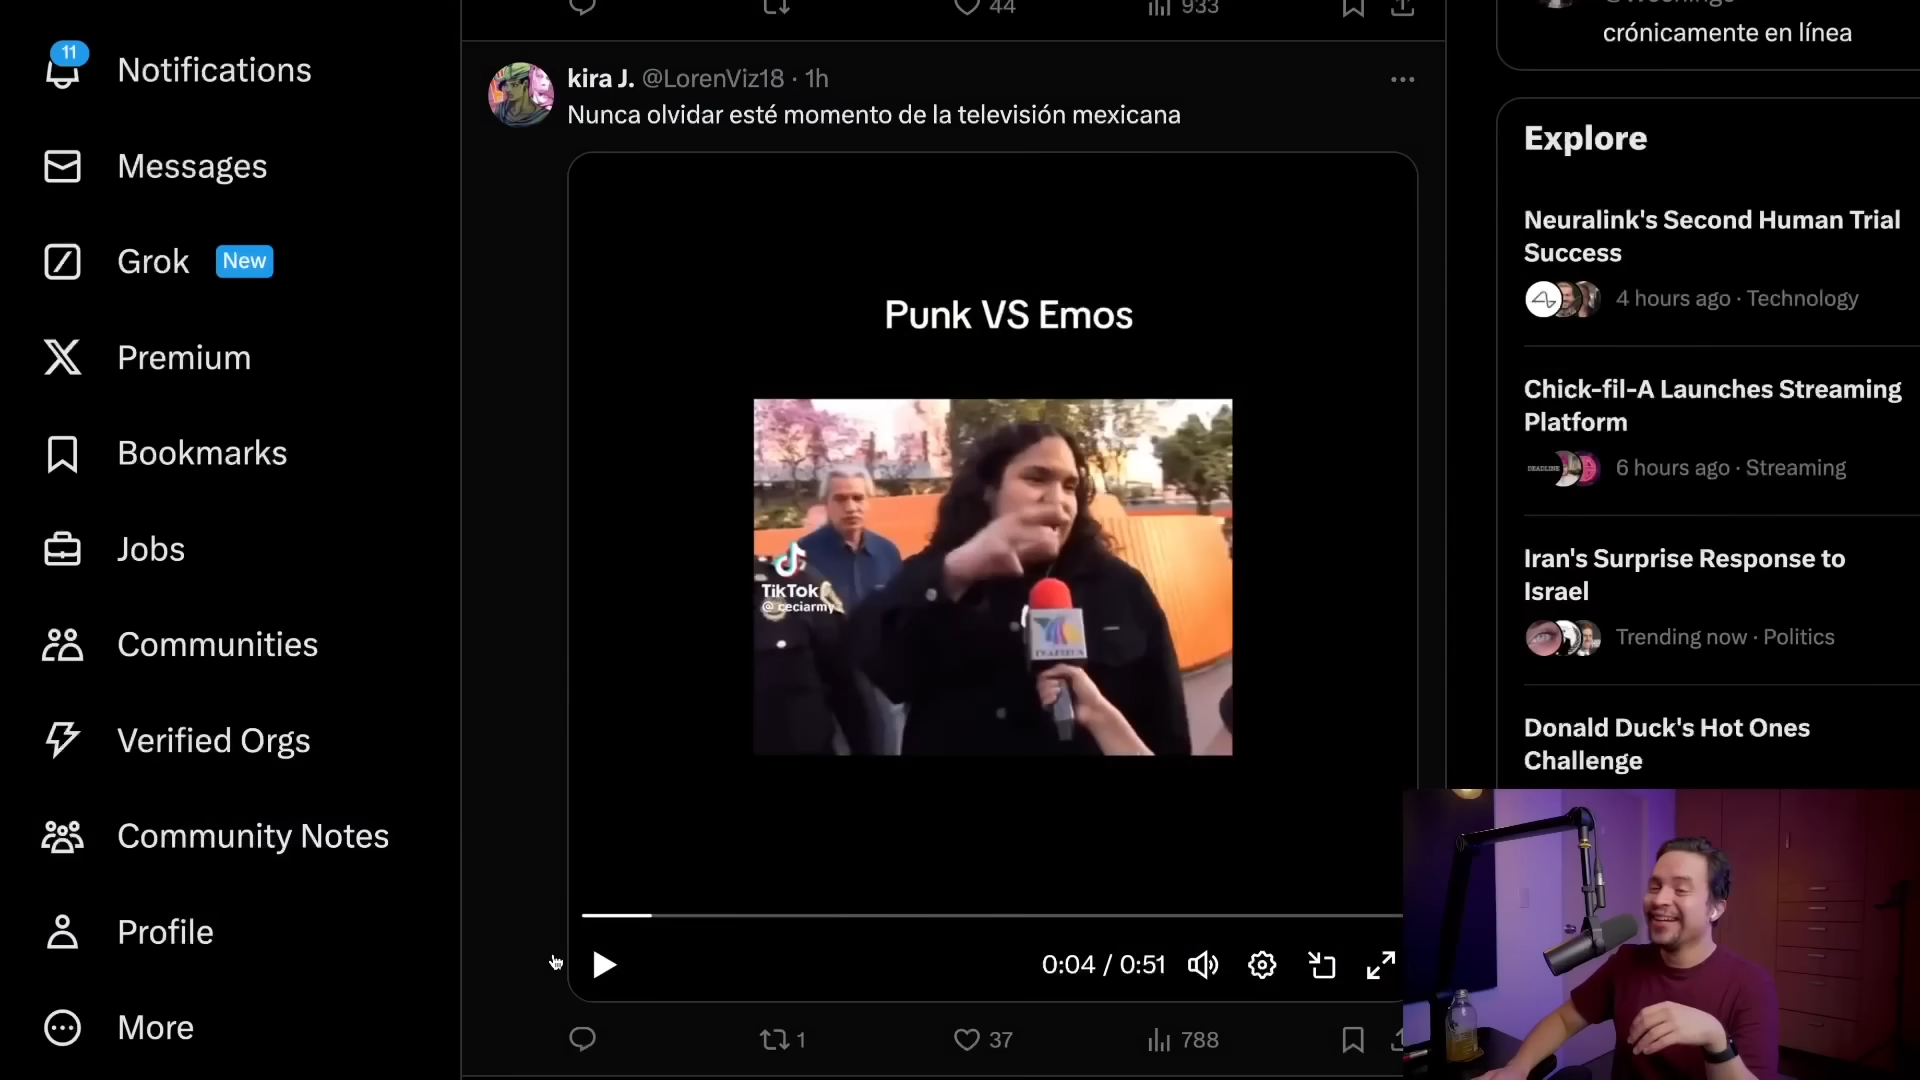 11
Notifications
Messages
Grok
New
Premium
Bookmarks
Jobs
Communities
Verified Orgs
Community Notes
Profile
More
44
933
kira J. @LorenViz18 · 1h
Nunca olvidar esté momento de la televisión mexicana
Punk VS Emos
TikTok
@ceciarmy
0:04 / 0:51
1
37
788
crónicamente en línea
Explore
Neuralink's Second Human Trial
Success
4 hours ago · Technology
Chick-fil-A Launches Streaming
Platform
DEADLINE
6 hours ago · Streaming
Iran's Surprise Response to
Israel
Trending now · Politics
Donald Duck's Hot Ones
Challenge